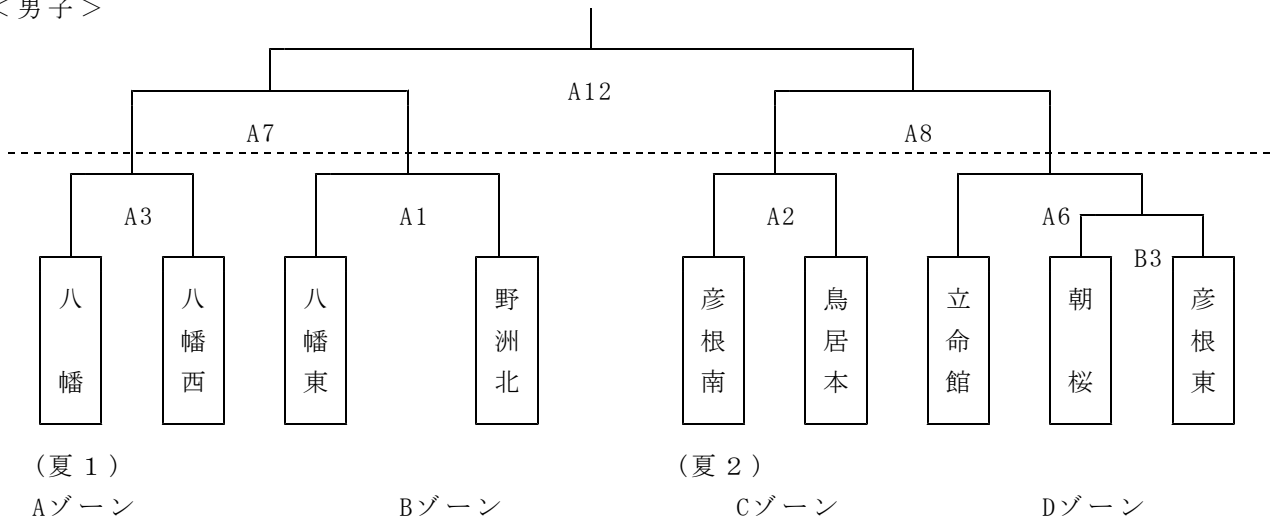 <男子>
A12
A7 A8
A3 A1 A2 A6
B3
八幡 八幡西 八幡東 野洲北 彦根南 鳥居本 立命館 朝桜 彦根東
(夏1) (夏2)
Aゾーン Bゾーン Cゾーン Dゾーン